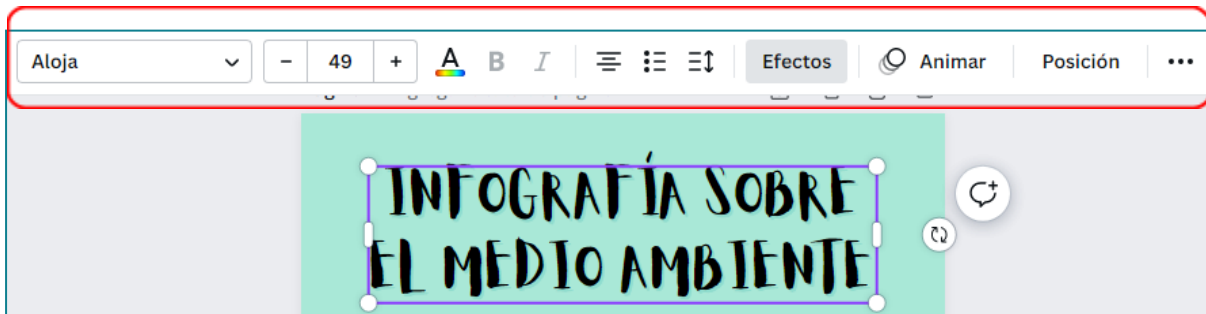 Aloja
- 49 + A B I Efectos Animar Posición
INFOGRAFÍA SOBRE
EL MEDIO AMBIENTE